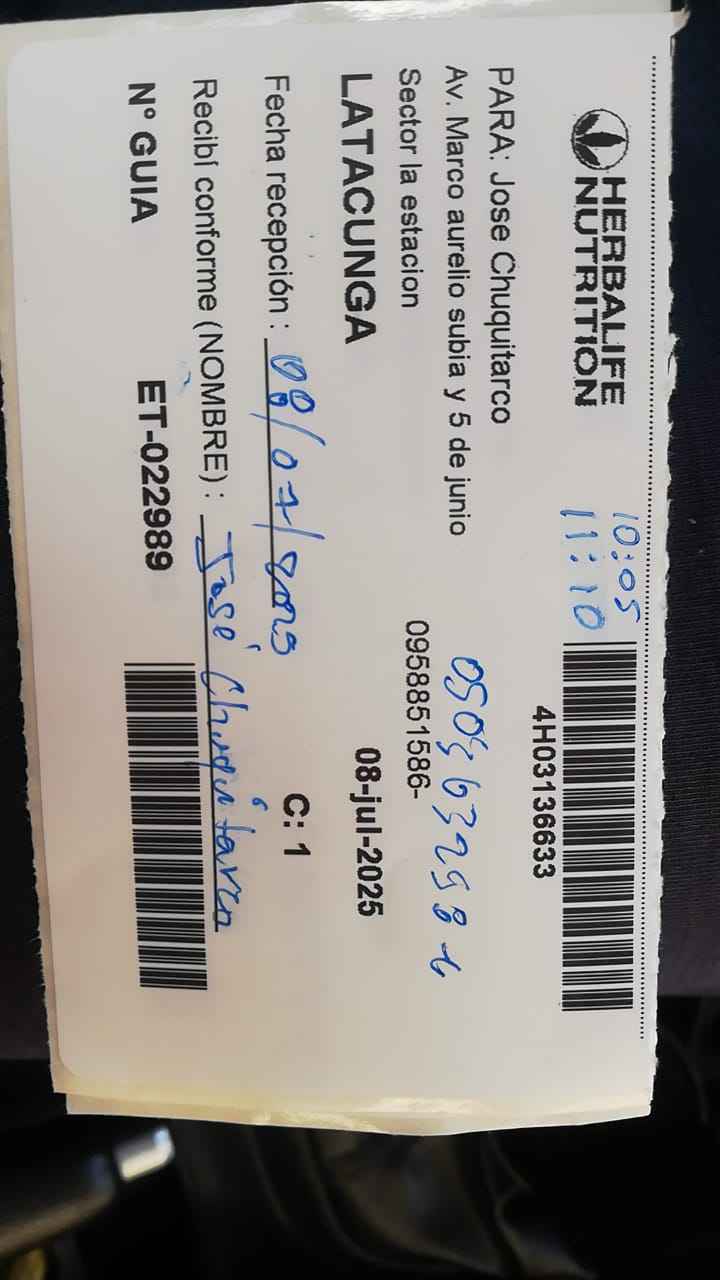 HERBALIFE
NUTRITION
10:05
11:10
4H03136633
PARA: Jose Chuquitarco
Av. Marco aurelio subia y 5 de junio
Sector la estacion
0958851586-
LATACUNGA
08-jul-2025
Fecha recepción : 08/07/2025
C: 1
Recibí conforme (NOMBRE) : José Chuquitarco
N° GUIA
ET-022989